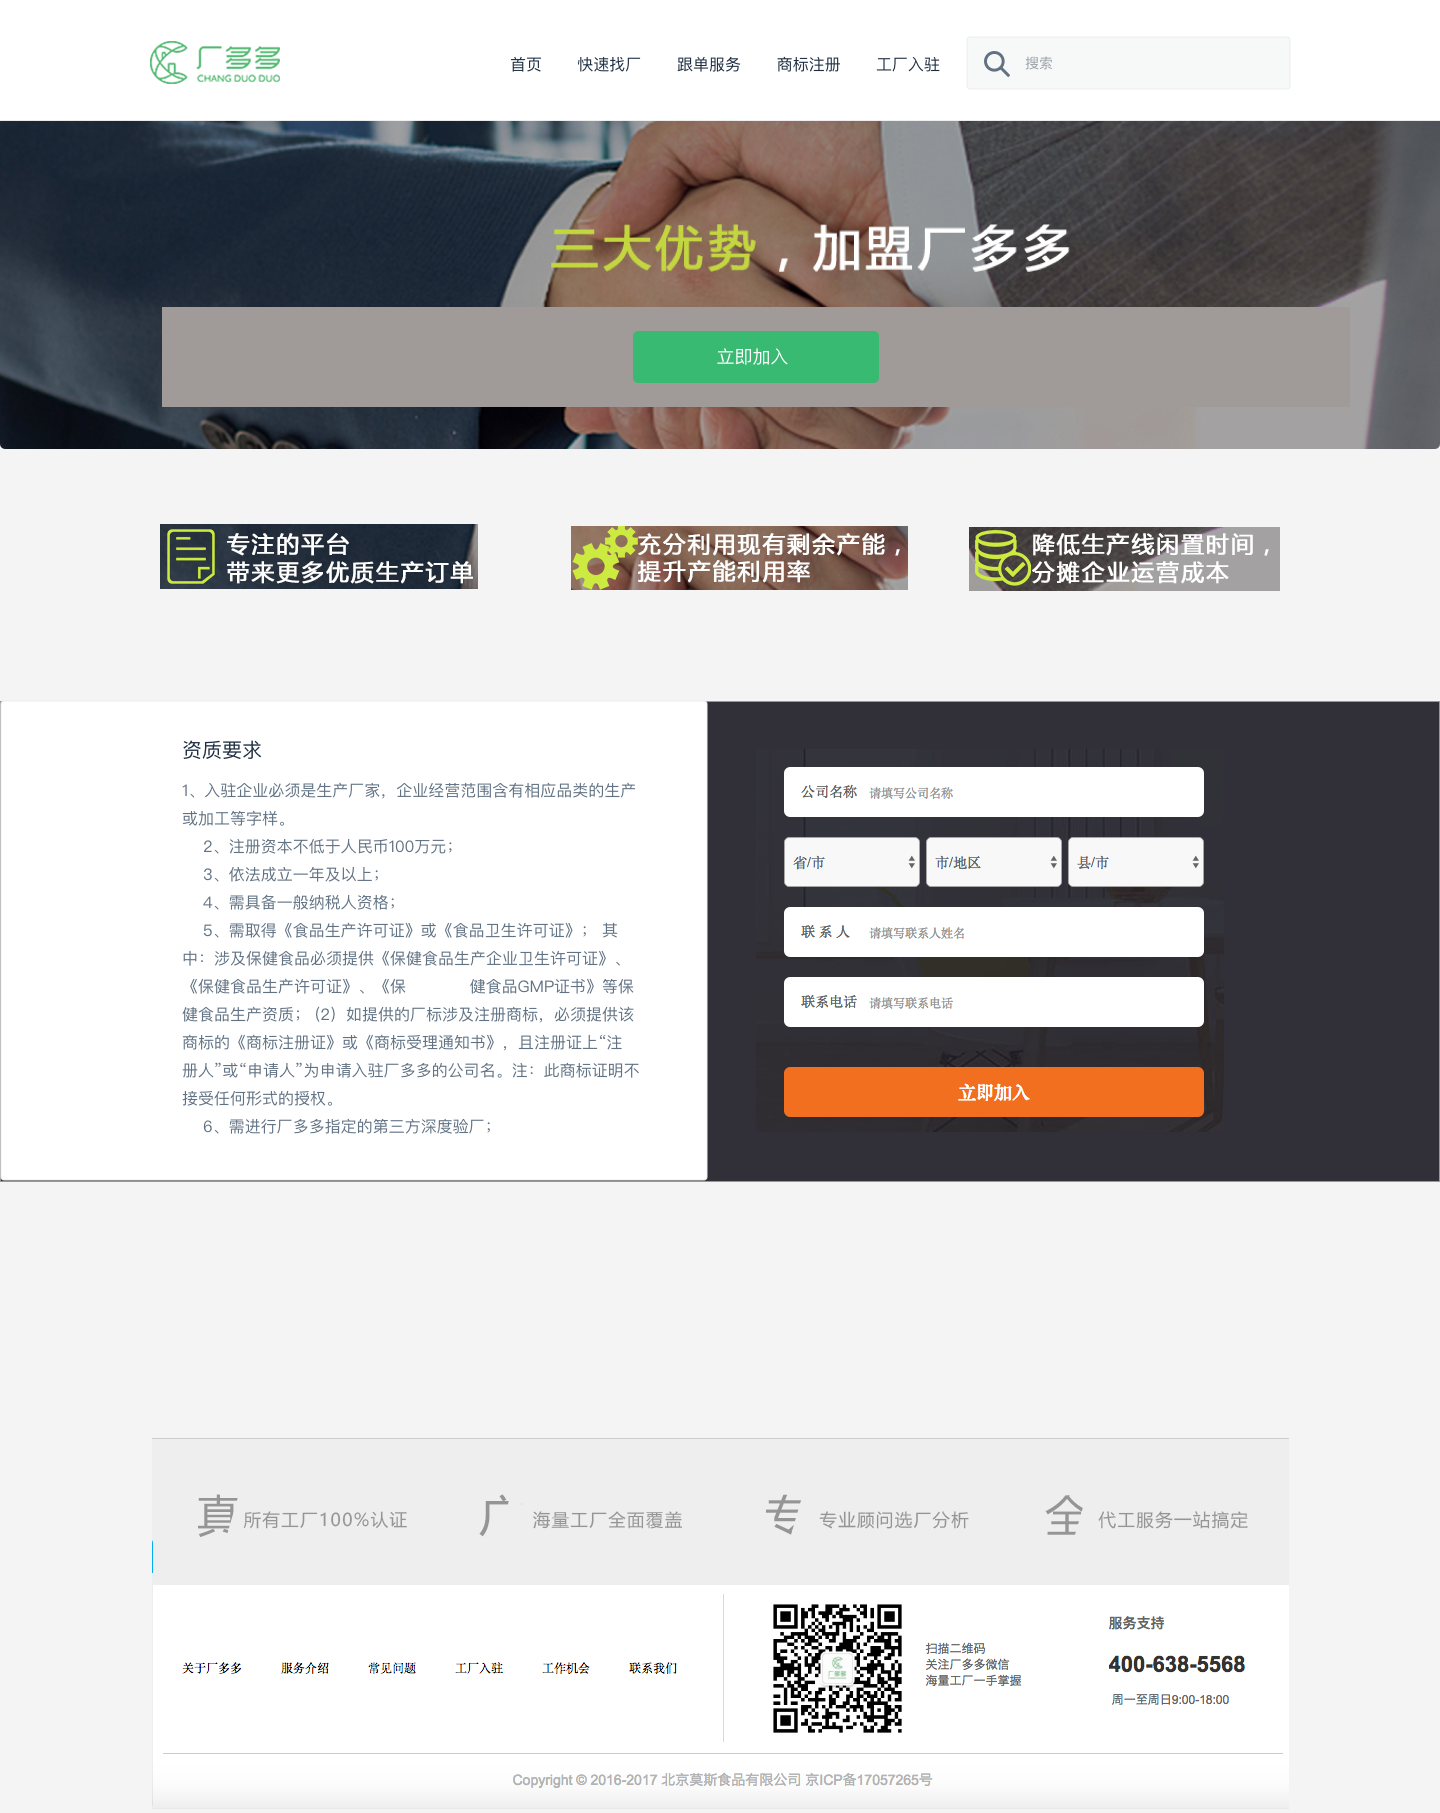 厂多多
CHANG DUO DUO
首页 快速找厂 跟单服务 商标注册 工厂入驻 搜索
三大优势，加盟厂多多
立即加入
专注的平台
带来更多优质生产订单
充分利用现有剩余产能，
提升产能利用率
降低生产线闲置时间，
分摊企业运营成本
资质要求
1、入驻企业必须是生产厂家，企业经营范围含有相应品类的生产
或加工等字样。
2、注册资本不低于人民币100万元；
3、依法成立一年及以上；
4、需具备一般纳税人资格；
5、需取得《食品生产许可证》或《食品卫生许可证》； 其
中：涉及保健食品必须提供《保健食品生产企业卫生许可证》、
《保健食品生产许可证》、《保 健食品GMP证书》等保
健食品生产资质；（2）如提供的厂标涉及注册商标，必须提供该
商标的《商标注册证》或《商标受理通知书》，且注册证上“注
册人”或“申请人”为申请入驻厂多多的公司名。注：此商标证明不
接受任何形式的授权。
6、需进行厂多多指定的第三方深度验厂；
公司名称 请填写公司名称
省/市 市/地区 县/市
联 系 人 请填写联系人姓名
联系电话 请填写联系电话
立即加入
真 所有工厂100%认证 广 海量工厂全面覆盖 专 专业顾问选厂分析 全 代工服务一站搞定
关于厂多多 服务介绍 常见问题 工厂入驻 工作机会 联系我们
厂多多
扫描二维码
关注厂多多微信
海量工厂一手掌握
服务支持
400-638-5568
周一至周日9:00-18:00
Copyright © 2016-2017 北京莫斯食品有限公司 京ICP备17057265号